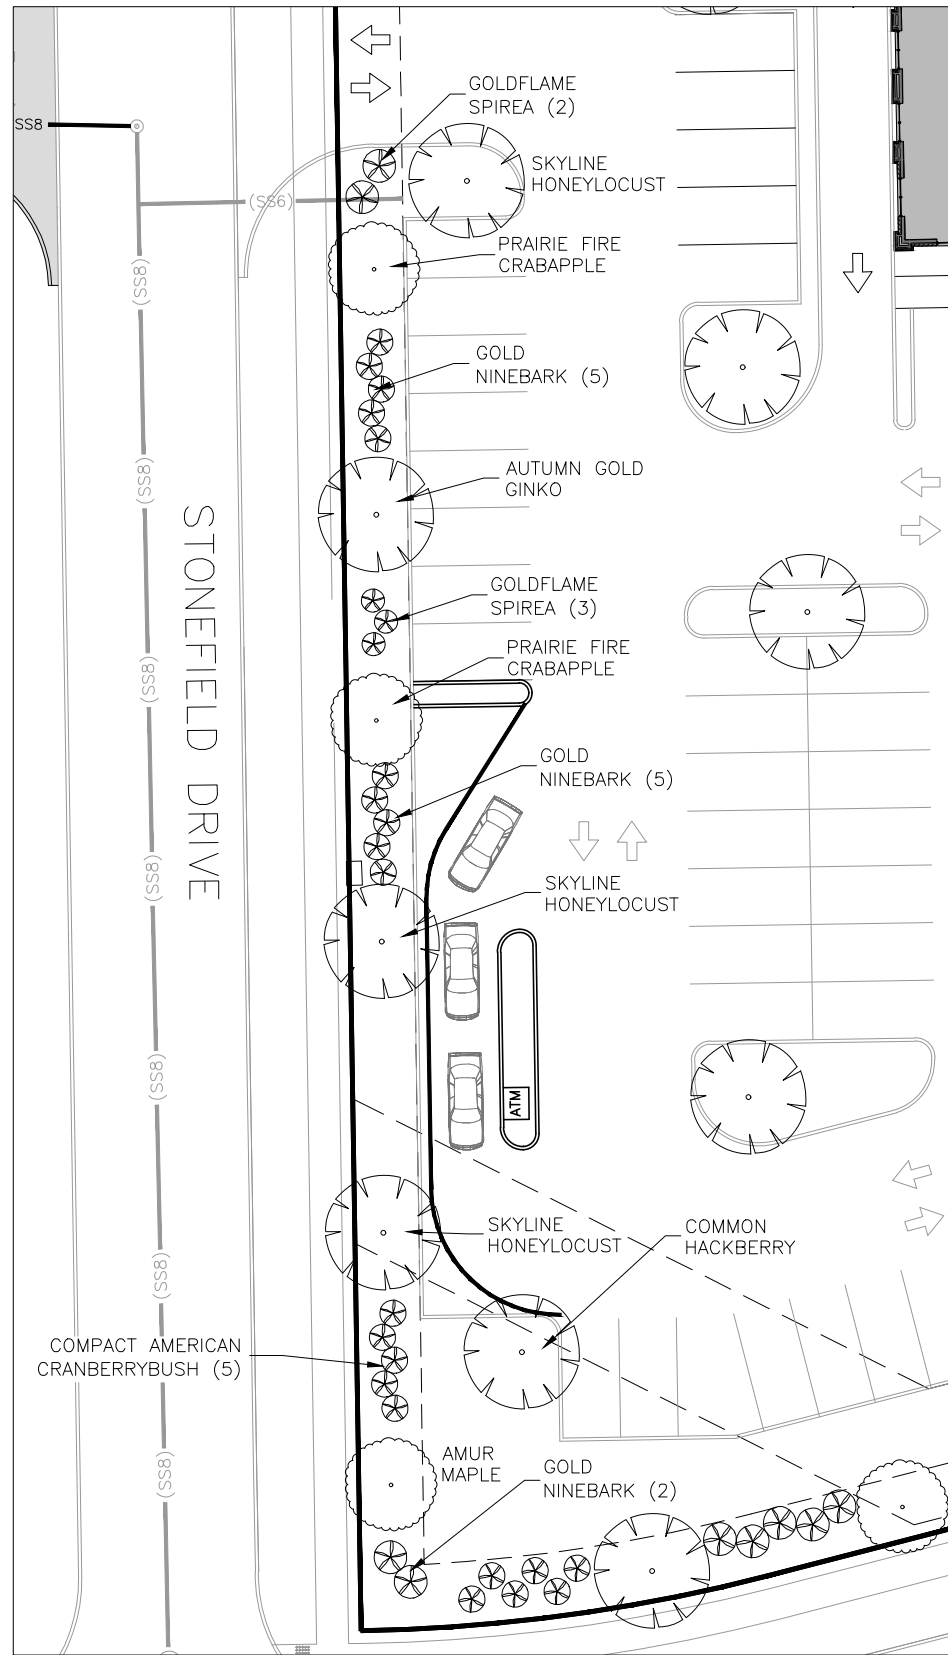 GOLDFLAME
SPIREA (2)
SS8
SKYLINE
HONEYLOCUST
(SS6)
PRAIRIE FIRE
CRABAPPLE
(SS8)
GOLD
NINEBARK (5)
AUTUMN GOLD
GINKO
(SS8)
STONEFIELD DRIVE
GOLDFLAME
SPIREA (3)
PRAIRIE FIRE
CRABAPPLE
(SS8)
GOLD
NINEBARK (5)
(SS8)
SKYLINE
HONEYLOCUST
(SS8)
ATM
SKYLINE
HONEYLOCUST
COMMON
HACKBERRY
(SS8)
COMPACT AMERICAN
CRANBERRYBUSH (5)
AMUR
MAPLE
GOLD
NINEBARK (2)
(SS8)